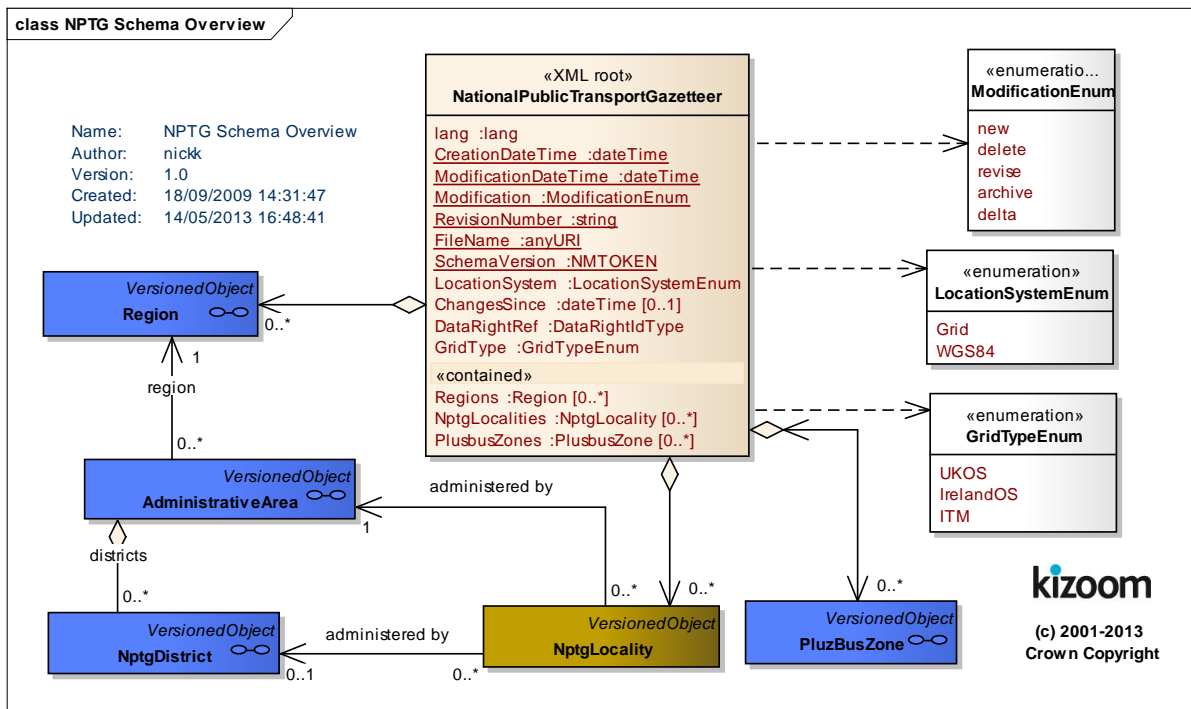 class NPTG Schema Overview
Name: NPTG Schema Overview
Author: nickk
Version: 1.0
Created: 18/09/2009 14:31:47
Updated: 14/05/2013 16:48:41
«XML root»
NationalPublicTransportGazetteer
lang :lang
CreationDateTime :dateTime
ModificationDateTime :dateTime
Modification :ModificationEnum
RevisionNumber :string
FileName :anyURI
SchemaVersion :NMTOKEN
LocationSystem :LocationSystemEnum
ChangesSince :dateTime [0..1]
DataRightRef :DataRightIdType
GridType :GridTypeEnum
«contained»
Regions :Region [0..*]
NptgLocalities :NptgLocality [0..*]
PlusbusZones :PlusbusZone [0..*]
«enumeratio...
ModificationEnum
new
delete
revise
archive
delta
«enumeration»
LocationSystemEnum
Grid
WGS84
«enumeration»
GridTypeEnum
UKOS
IrelandOS
ITM
VersionedObject
Region
0..*
1
region
0..*
VersionedObject
AdministrativeArea
administered by
1
districts
0..*
0..*
0..*
0..*
VersionedObject
NptgDistrict
administered by
0..1
0..*
VersionedObject
NptgLocality
VersionedObject
PluzBusZone
kizoom
(c) 2001-2013
Crown Copyright